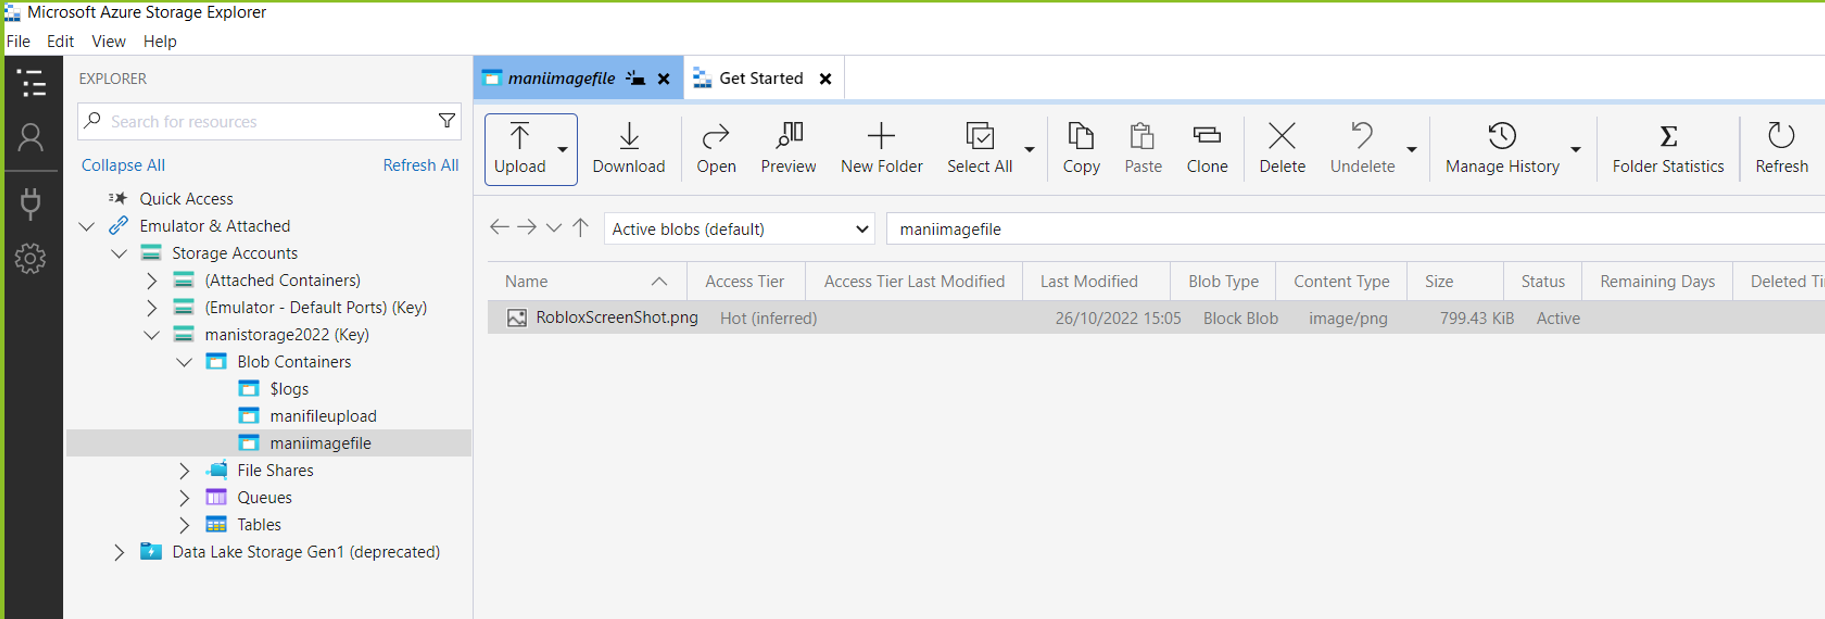 Microsoft Azure Storage Explorer
File Edit View Help
EXPLORER
Search for resources
Collapse All Refresh All
Quick Access
Emulator & Attached
Storage Accounts
(Attached Containers)
(Emulator - Default Ports) (Key)
manistorage2022 (Key)
Blob Containers
$logs
manifileupload
maniimagefile
File Shares
Queues
Tables
Data Lake Storage Gen1 (deprecated)
maniimagefile Get Started
Upload Download Open Preview New Folder Select All Copy Paste Clone Delete Undelete Manage History Folder Statistics Refresh
Active blobs (default) maniimagefile
Name Access Tier Access Tier Last Modified Last Modified Blob Type Content Type Size Status Remaining Days Deleted Ti
RobloxScreenShot.png Hot (inferred) 26/10/2022 15:05 Block Blob image/png 799.43 KiB Active